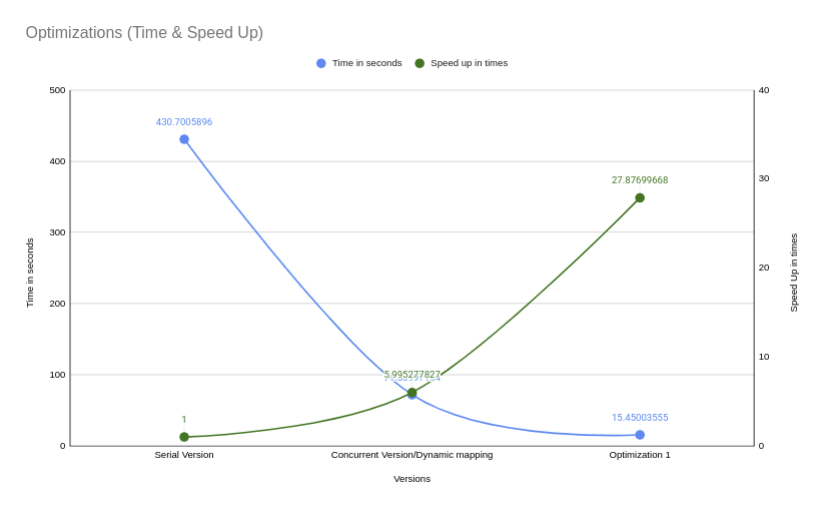 Optimizations (Time & Speed Up)
Time in seconds
Speed up in times
500
400
300
200
100
0
40
30
20
10
0
Time in seconds
Speed Up in times
430.7005896
1
5.995277827
27.87699668
15.45003555
Serial Version
Concurrent Version/Dynamic mapping
Optimization 1
Versions